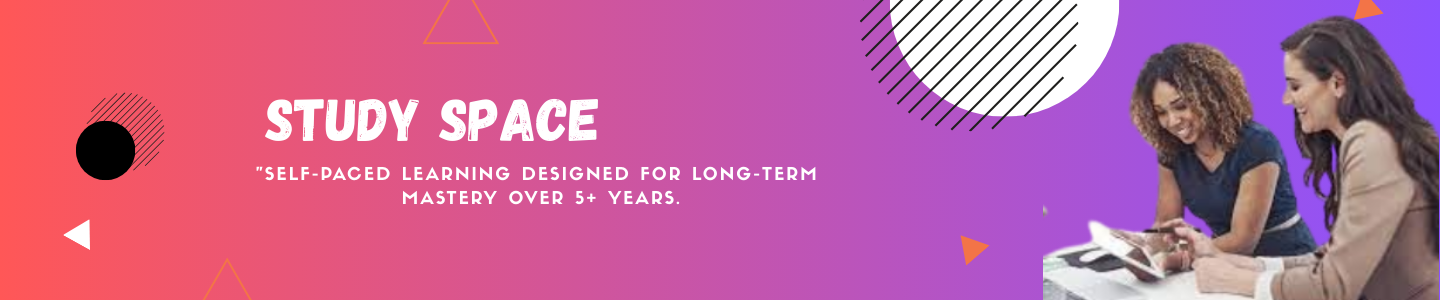 STUDY SPACE
"SELF-PACED LEARNING DESIGNED FOR LONG-TERM
MASTERY OVER 5+ YEARS.